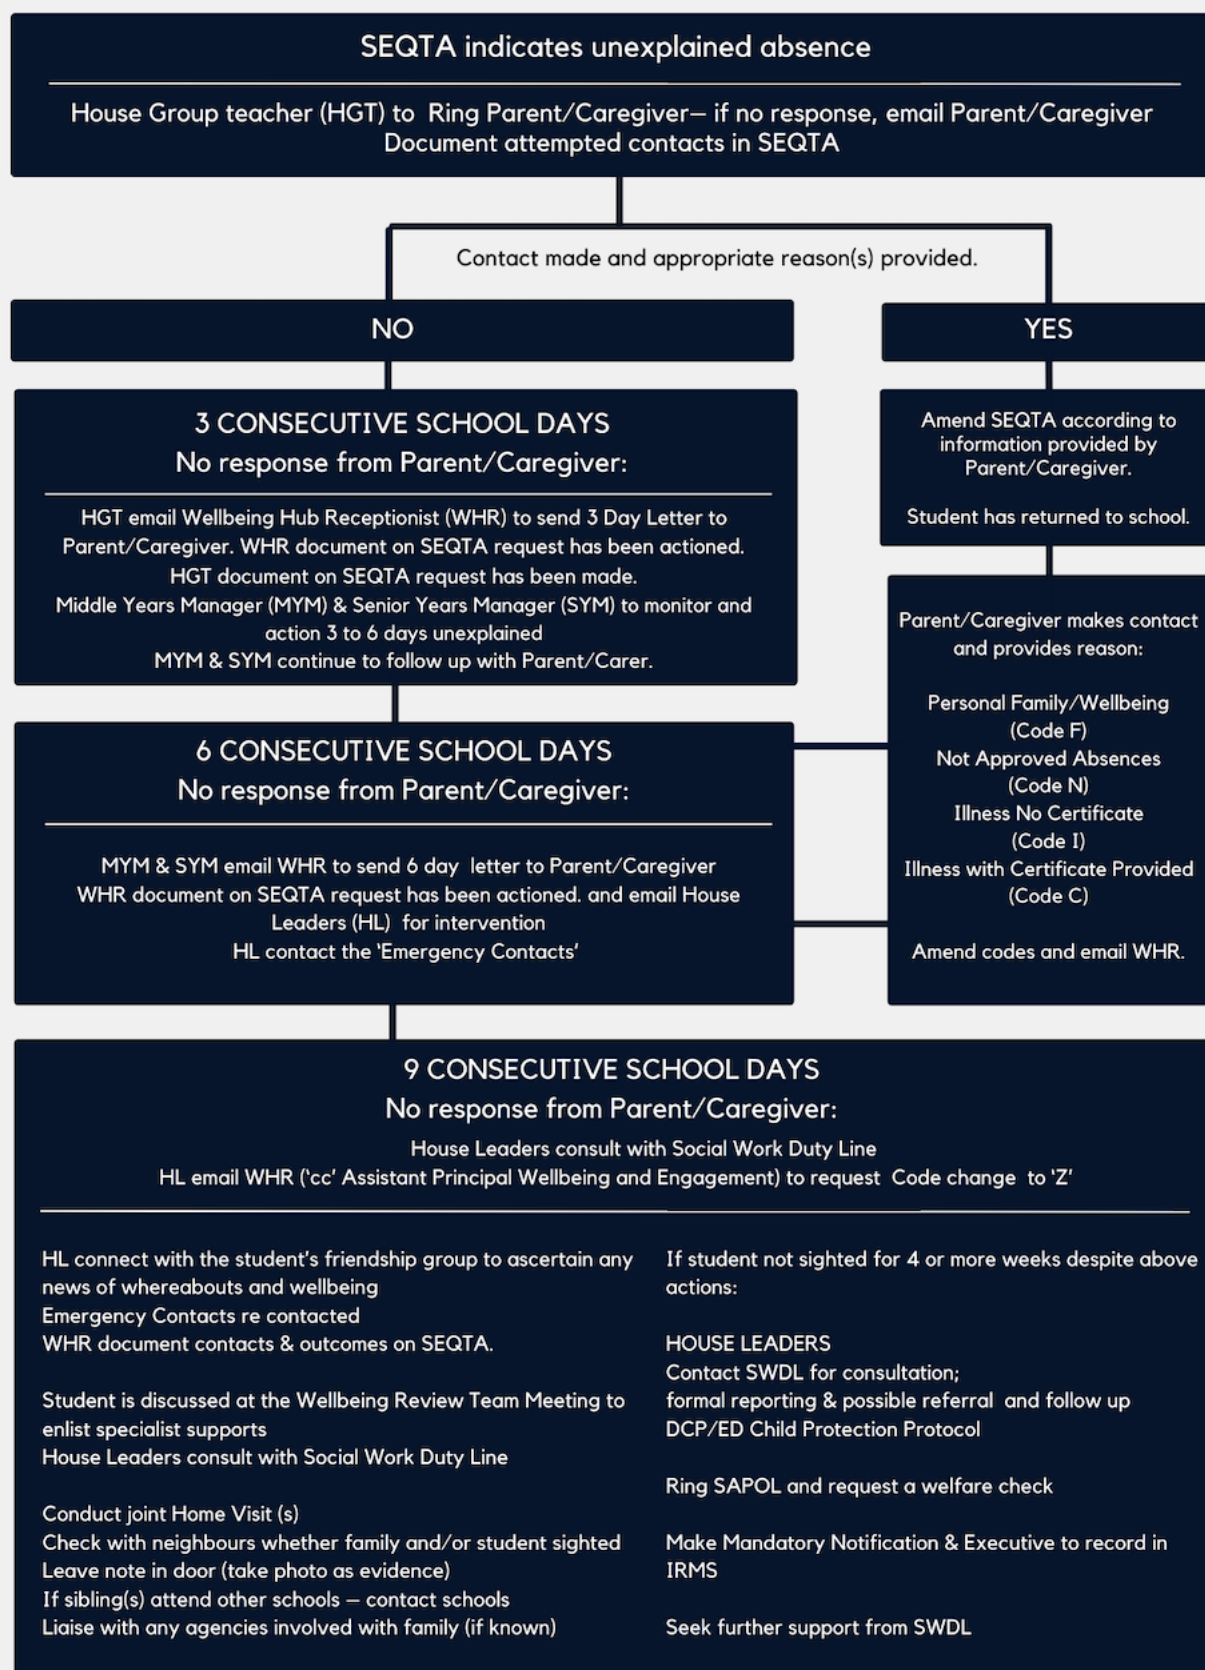 SEQTA indicates unexplained absence
House Group teacher (HGT) to Ring Parent/Caregiver– if no response, email Parent/Caregiver
Document attempted contacts in SEQTA
Contact made and appropriate reason(s) provided.
NO
3 CONSECUTIVE SCHOOL DAYS
No response from Parent/Caregiver:
HGT email Wellbeing Hub Receptionist (WHR) to send 3 Day Letter to
Parent/Caregiver. WHR document on SEQTA request has been actioned.
HGT document on SEQTA request has been made.
Middle Years Manager (MYM) & Senior Years Manager (SYM) to monitor and
action 3 to 6 days unexplained
MYM & SYM continue to follow up with Parent/Carer.
6 CONSECUTIVE SCHOOL DAYS
No response from Parent/Caregiver:
MYM & SYM email WHR to send 6 day letter to Parent/Caregiver
WHR document on SEQTA request has been actioned. and email House
Leaders (HL) for intervention
HL contact the ‘Emergency Contacts’
YES
Amend SEQTA according to
information provided by
Parent/Caregiver.
Student has returned to school.
Parent/Caregiver makes contact
and provides reason:
Personal Family/Wellbeing
(Code F)
Not Approved Absences
(Code N)
Illness No Certificate
(Code I)
Illness with Certificate Provided
(Code C)
Amend codes and email WHR.
9 CONSECUTIVE SCHOOL DAYS
No response from Parent/Caregiver:
House Leaders consult with Social Work Duty Line
HL email WHR (‘cc’ Assistant Principal Wellbeing and Engagement) to request Code change to ‘Z’
HL connect with the student’s friendship group to ascertain any
news of whereabouts and wellbeing
Emergency Contacts re contacted
WHR document contacts & outcomes on SEQTA.
Student is discussed at the Wellbeing Review Team Meeting to
enlist specialist supports
House Leaders consult with Social Work Duty Line
Conduct joint Home Visit (s)
Check with neighbours whether family and/or student sighted
Leave note in door (take photo as evidence)
If sibling(s) attend other schools – contact schools
Liaise with any agencies involved with family (if known)
If student not sighted for 4 or more weeks despite above
actions:
HOUSE LEADERS
Contact SWDL for consultation;
formal reporting & possible referral and follow up
DCP/ED Child Protection Protocol
Ring SAPOL and request a welfare check
Make Mandatory Notification & Executive to record in
IRMS
Seek further support from SWDL